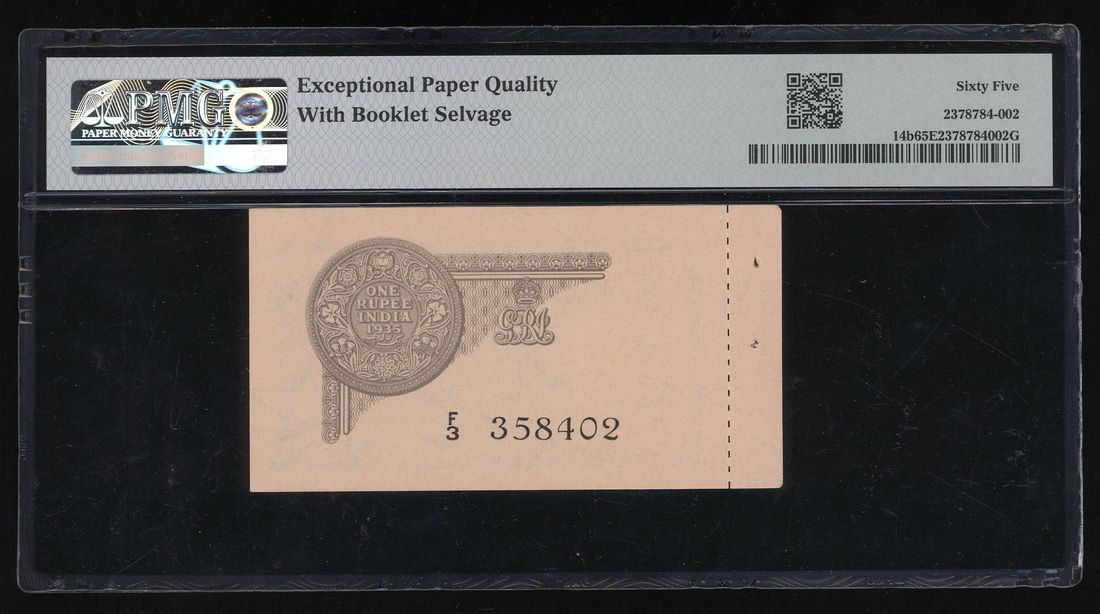 PMG
PAPER MONEY GUARANTY
Exceptional Paper Quality
With Booklet Selvage
Sixty Five
2378784-002
14b65E2378784002G
ONE
RUPEE
INDIA
1935
GRI
F/3 358402